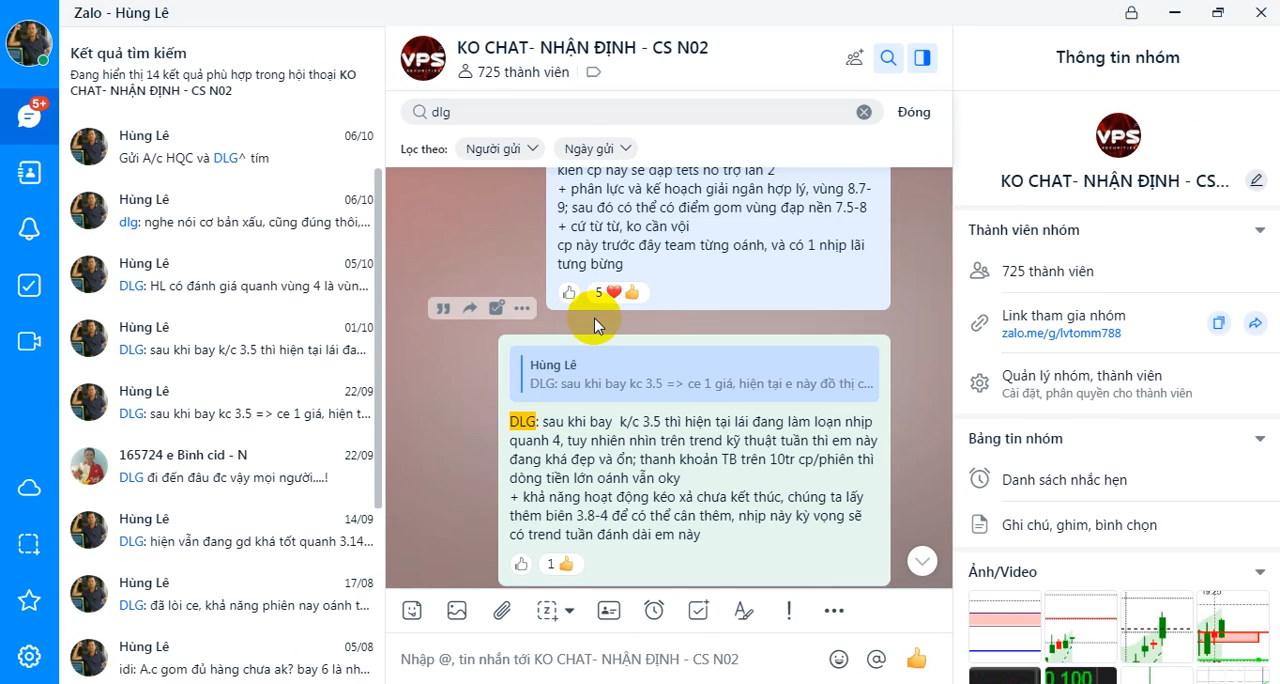 Zalo - Hùng Lê
Kết quả tìm kiếm
Đang hiển thị 14 kết quả phù hợp trong hội thoại KO
CHAT- NHẬN ĐỊNH - CS N02
5+
Hùng Lê 06/10
Gửi A/c HQC và DLG^ tím
Hùng Lê 06/10
dlg: nghe nói cơ bản xấu, cũng đúng thôi,...
Hùng Lê 05/10
DLG: HL có đánh giá quanh vùng 4 là vùn...
Hùng Lê 01/10
DLG: sau khi bay k/c 3.5 thì hiện tại lái đa...
Hùng Lê 22/09
DLG: sau khi bay kc 3.5 => ce 1 giá, hiện t...
165724 e Bình cid - N 22/09
DLG đi đến đâu đc vậy mọi người....!
Hùng Lê 14/09
DLG: hiện vẫn đang gd khá tốt quanh 3.14...
Hùng Lê 17/08
DLG: đã lòi ce, khả năng phiên nay oánh t...
Hùng Lê 05/08
idi: A.c gom đủ hàng chưa ak? bay 6 là nh...
VPS
SECURITIES
KO CHAT- NHẬN ĐỊNH - CS N02
725 thành viên
dlg
Đóng
Lọc theo: Người gửi Ngày gửi
kiến cp này sẽ đạp tets hỗ trợ lần 2
+ phân lực và kế hoạch giải ngân hợp lý, vùng 8.7-
9; sau đó có thể có điểm gom vùng đạp nền 7.5-8
+ cứ từ từ, ko cần vội
cp này trước đây team từng oánh, và có 1 nhịp lãi
tưng bừng
5
Hùng Lê
DLG: sau khi bay kc 3.5 => ce 1 giá, hiện tại e này đồ thị c...
DLG: sau khi bay k/c 3.5 thì hiện tại lái đang làm loạn nhịp
quanh 4, tuy nhiên nhìn trên trend kỹ thuật tuần thì em này
đang khá đẹp và ổn; thanh khoản TB trên 10tr cp/phiên thì
dòng tiền lớn oánh vẫn oky
+ khả năng hoạt động kéo xả chưa kết thúc, chúng ta lấy
thêm biên 3.8-4 để có thể cân thêm, nhịp này kỳ vọng sẽ
có trend tuần đánh dài em này
1
Nhập @, tin nhắn tới KO CHAT- NHẬN ĐỊNH - CS N02
Thông tin nhóm
VPS
SECURITIES
KO CHAT- NHẬN ĐỊNH - CS...
Thành viên nhóm
725 thành viên
Link tham gia nhóm
zalo.me/g/lvtomm788
Quản lý nhóm, thành viên
Cài đặt, phân quyền cho thành viên
Bảng tin nhóm
Danh sách nhắc hẹn
Ghi chú, ghim, bình chọn
Ảnh/Video
19.25
0.100